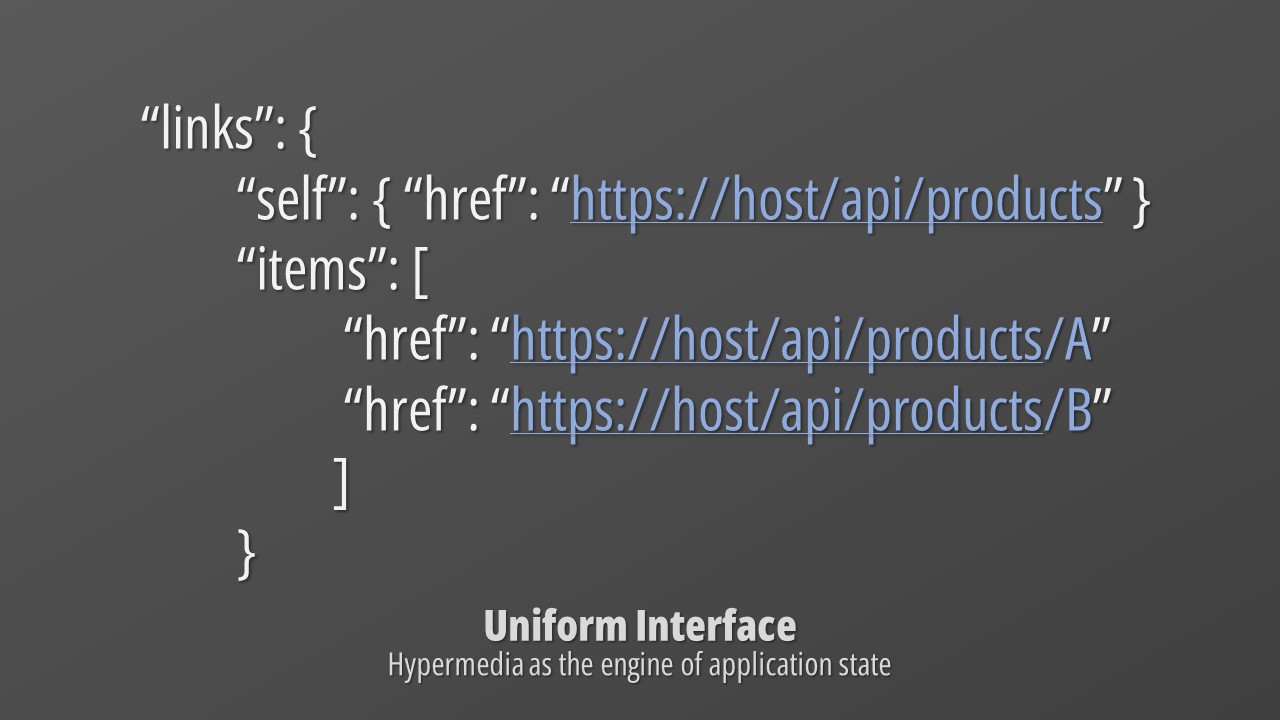 “links”: {
“self”: { “href”: “https://host/api/products” }
“items”: [
“href”: “https://host/api/products/A”
“href”: “https://host/api/products/B”
]
}
Uniform Interface
Hypermedia as the engine of application state